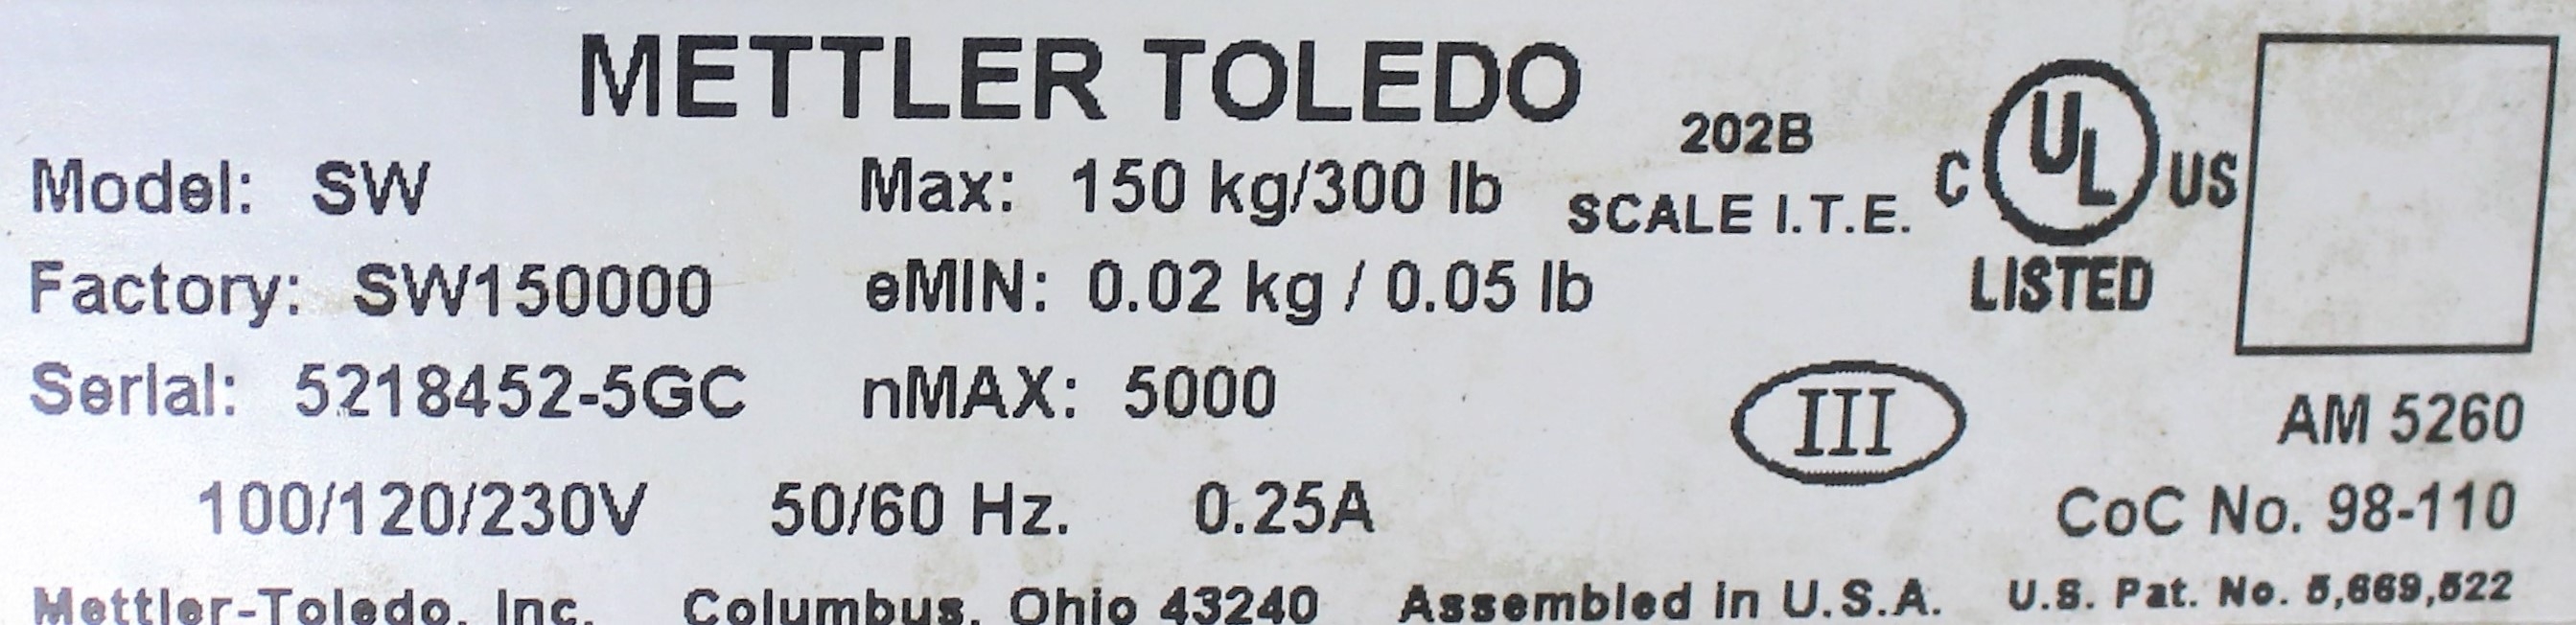 METTLER TOLEDO
Model: SW
Max: 150 kg/300 lb
202B
SCALE I.T.E.
C UL US
LISTED
Factory: SW150000
eMIN: 0.02 kg / 0.05 lb
Serial: 5218452-5GC
nMAX: 5000
III
AM 5260
100/120/230V 50/60 Hz. 0.25A
CoC No. 98-110
Mettler-Toledo, Inc. Columbus, Ohio 43240 Assembled in U.S.A. U.S. Pat. No. 5,669,522